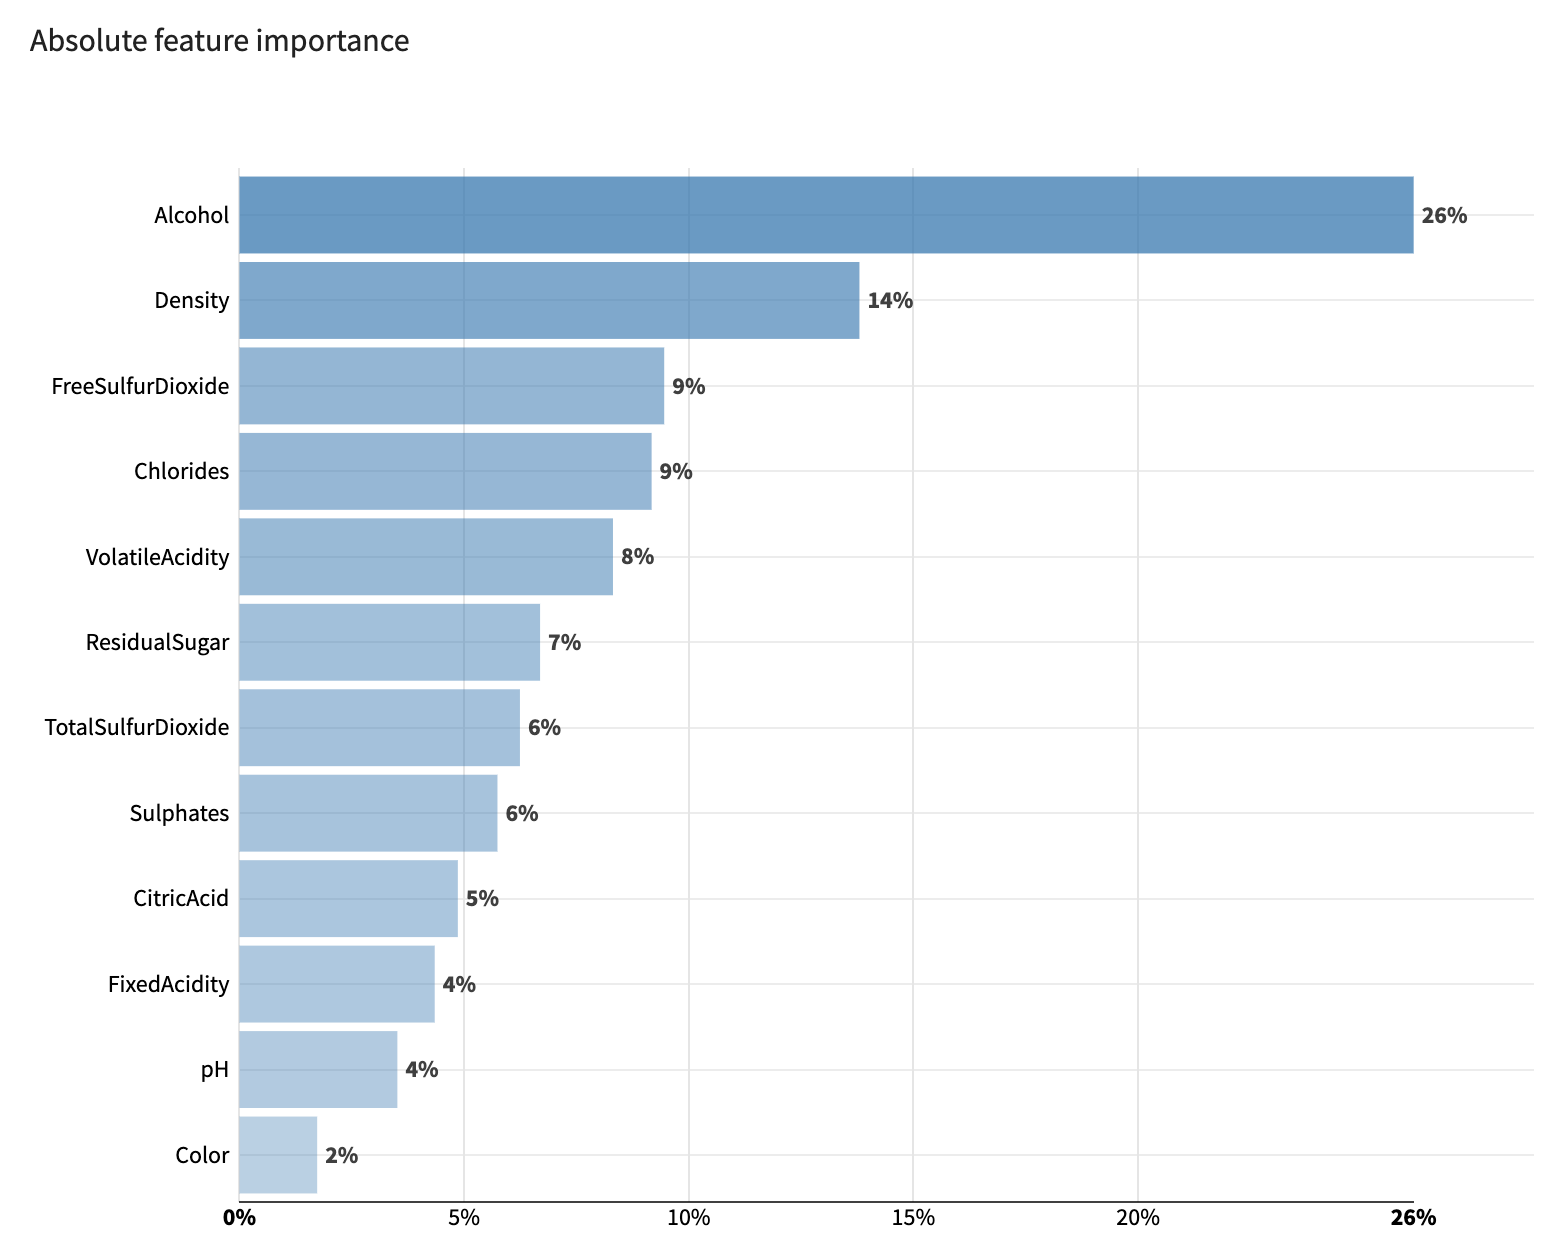 Absolute feature importance
Alcohol 26%
Density 14%
FreeSulfurDioxide 9%
Chlorides 9%
VolatileAcidity 8%
ResidualSugar 7%
TotalSulfurDioxide 6%
Sulphates 6%
CitricAcid 5%
FixedAcidity 4%
pH 4%
Color 2%
0% 5% 10% 15% 20% 26%